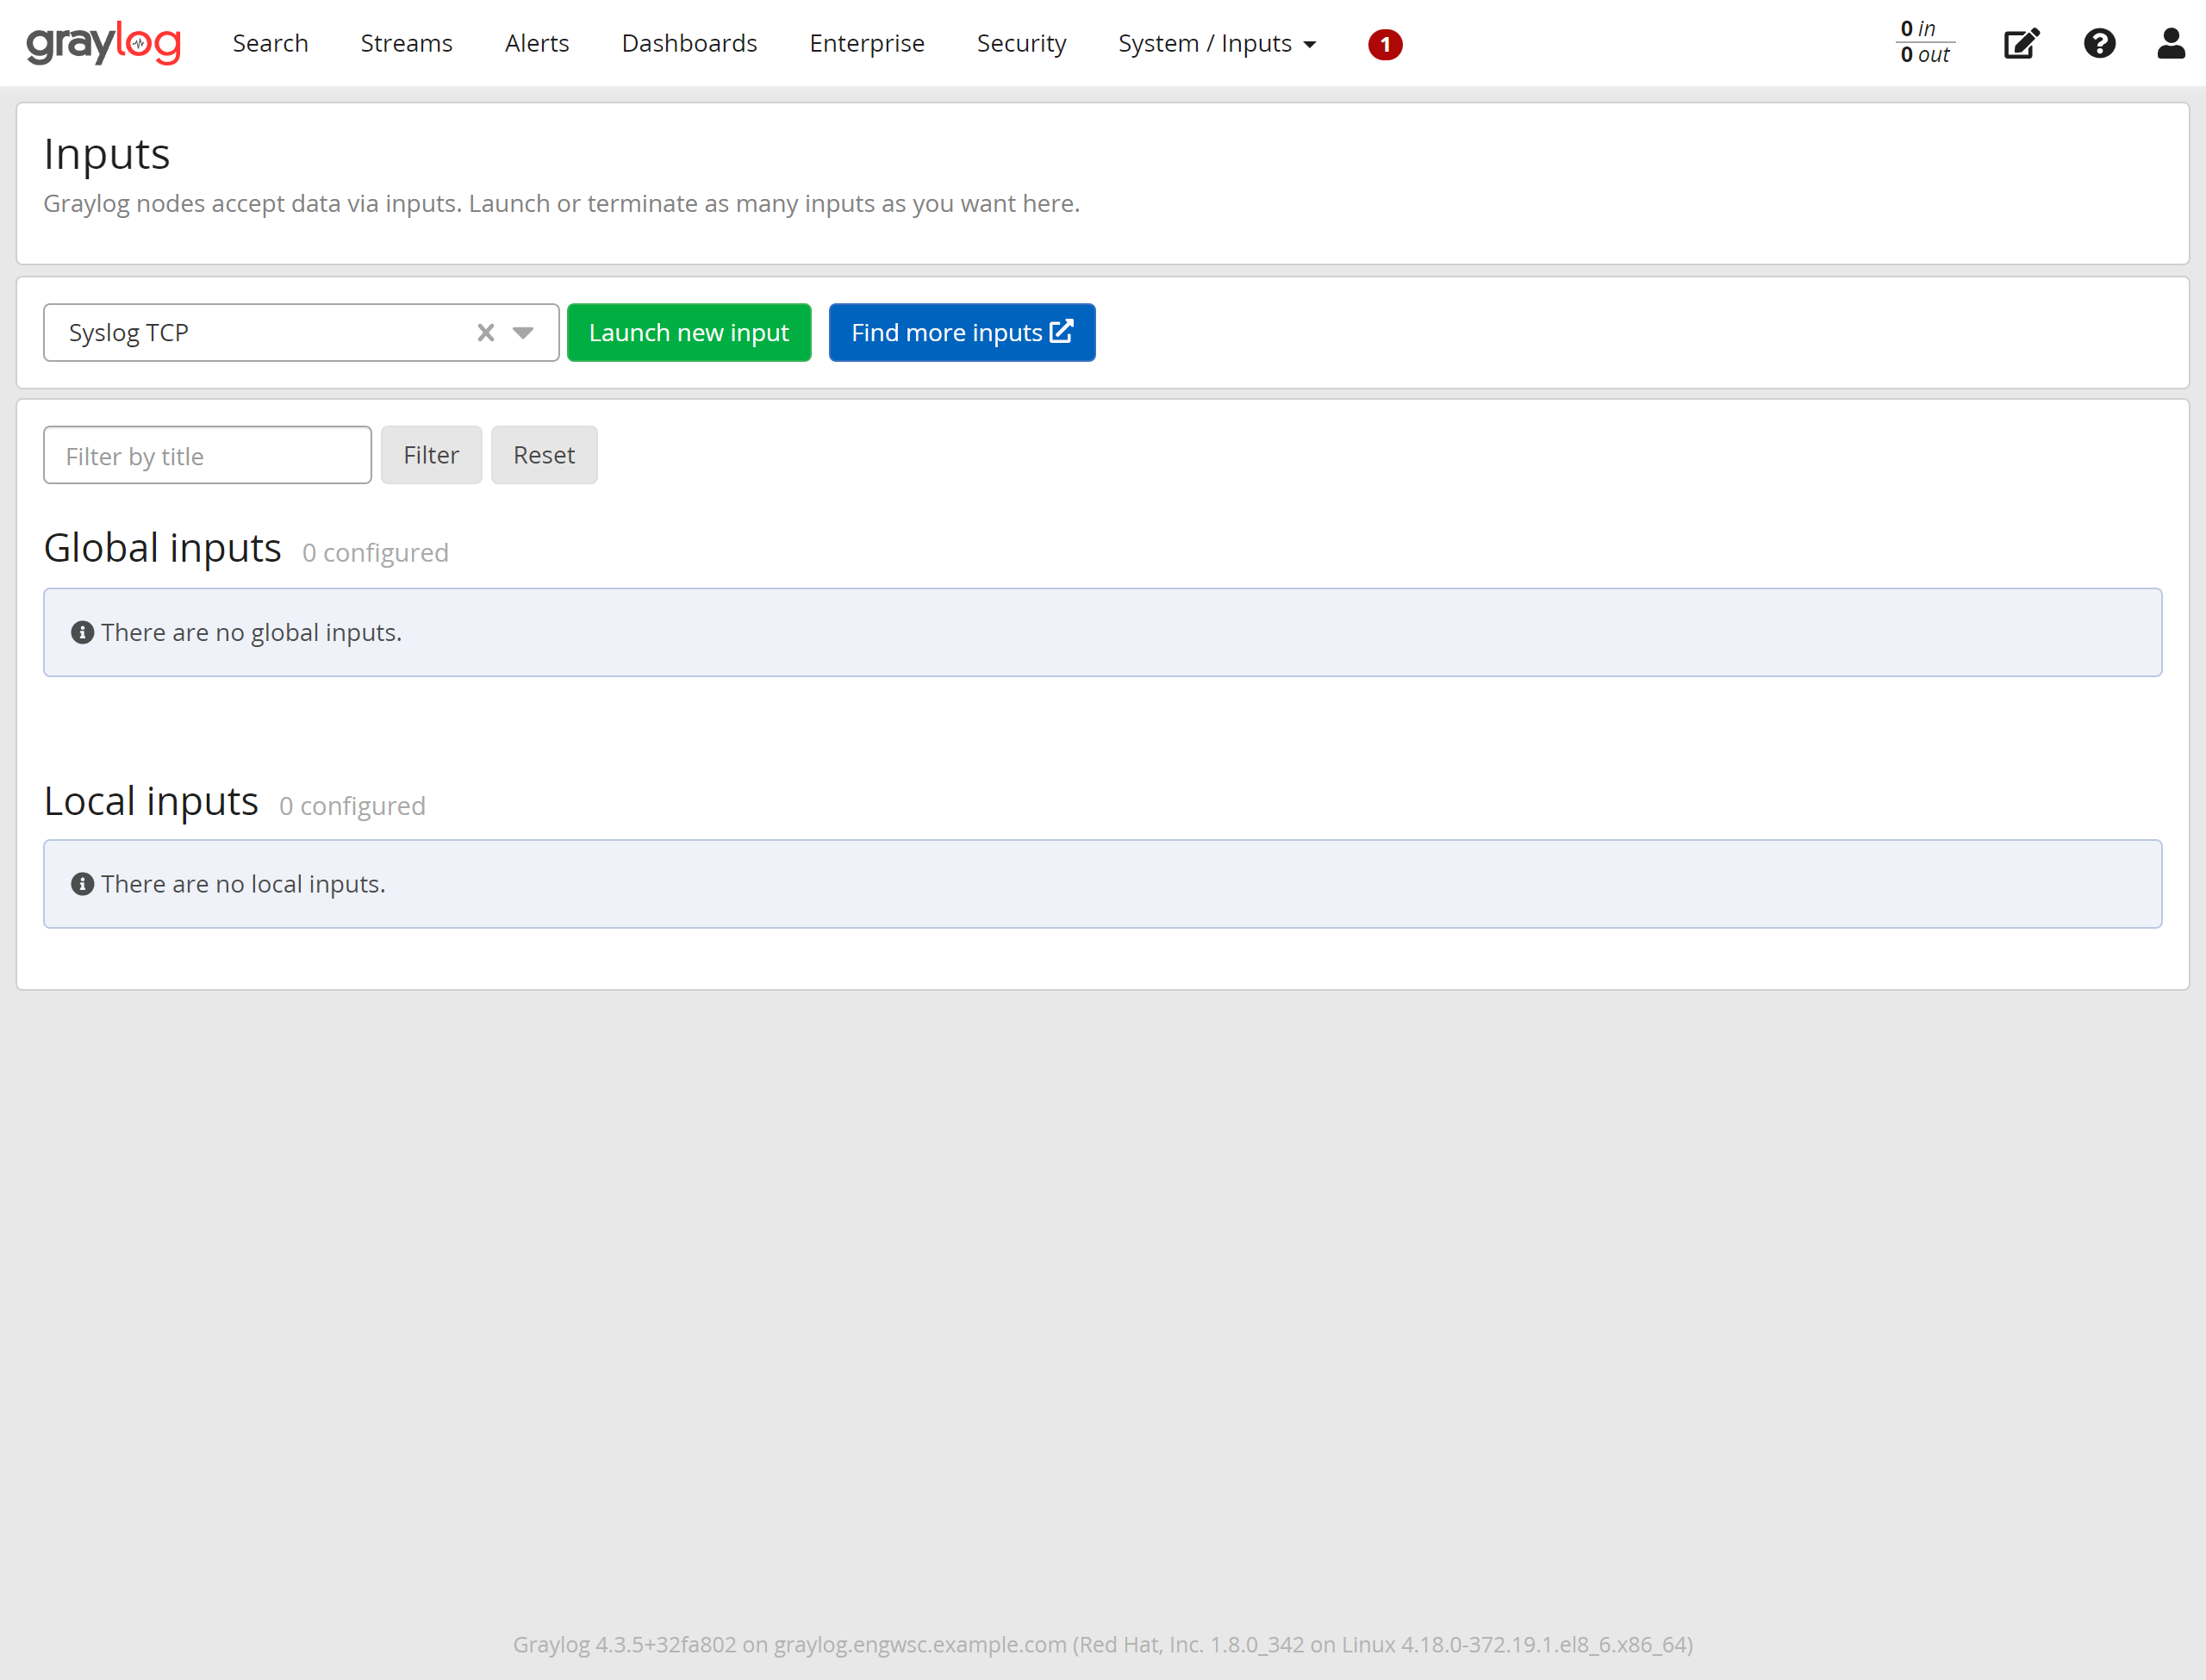 graylog Search Streams Alerts Dashboards Enterprise Security System / Inputs 1 0 in
0 out
Inputs
Graylog nodes accept data via inputs. Launch or terminate as many inputs as you want here.
Syslog TCP Launch new input Find more inputs
Filter by title Filter Reset
Global inputs 0 configured
There are no global inputs.
Local inputs 0 configured
There are no local inputs.
Graylog 4.3.5+32fa802 on graylog.engwsc.example.com (Red Hat, Inc. 1.8.0_342 on Linux 4.18.0-372.19.1.el8_6.x86_64)